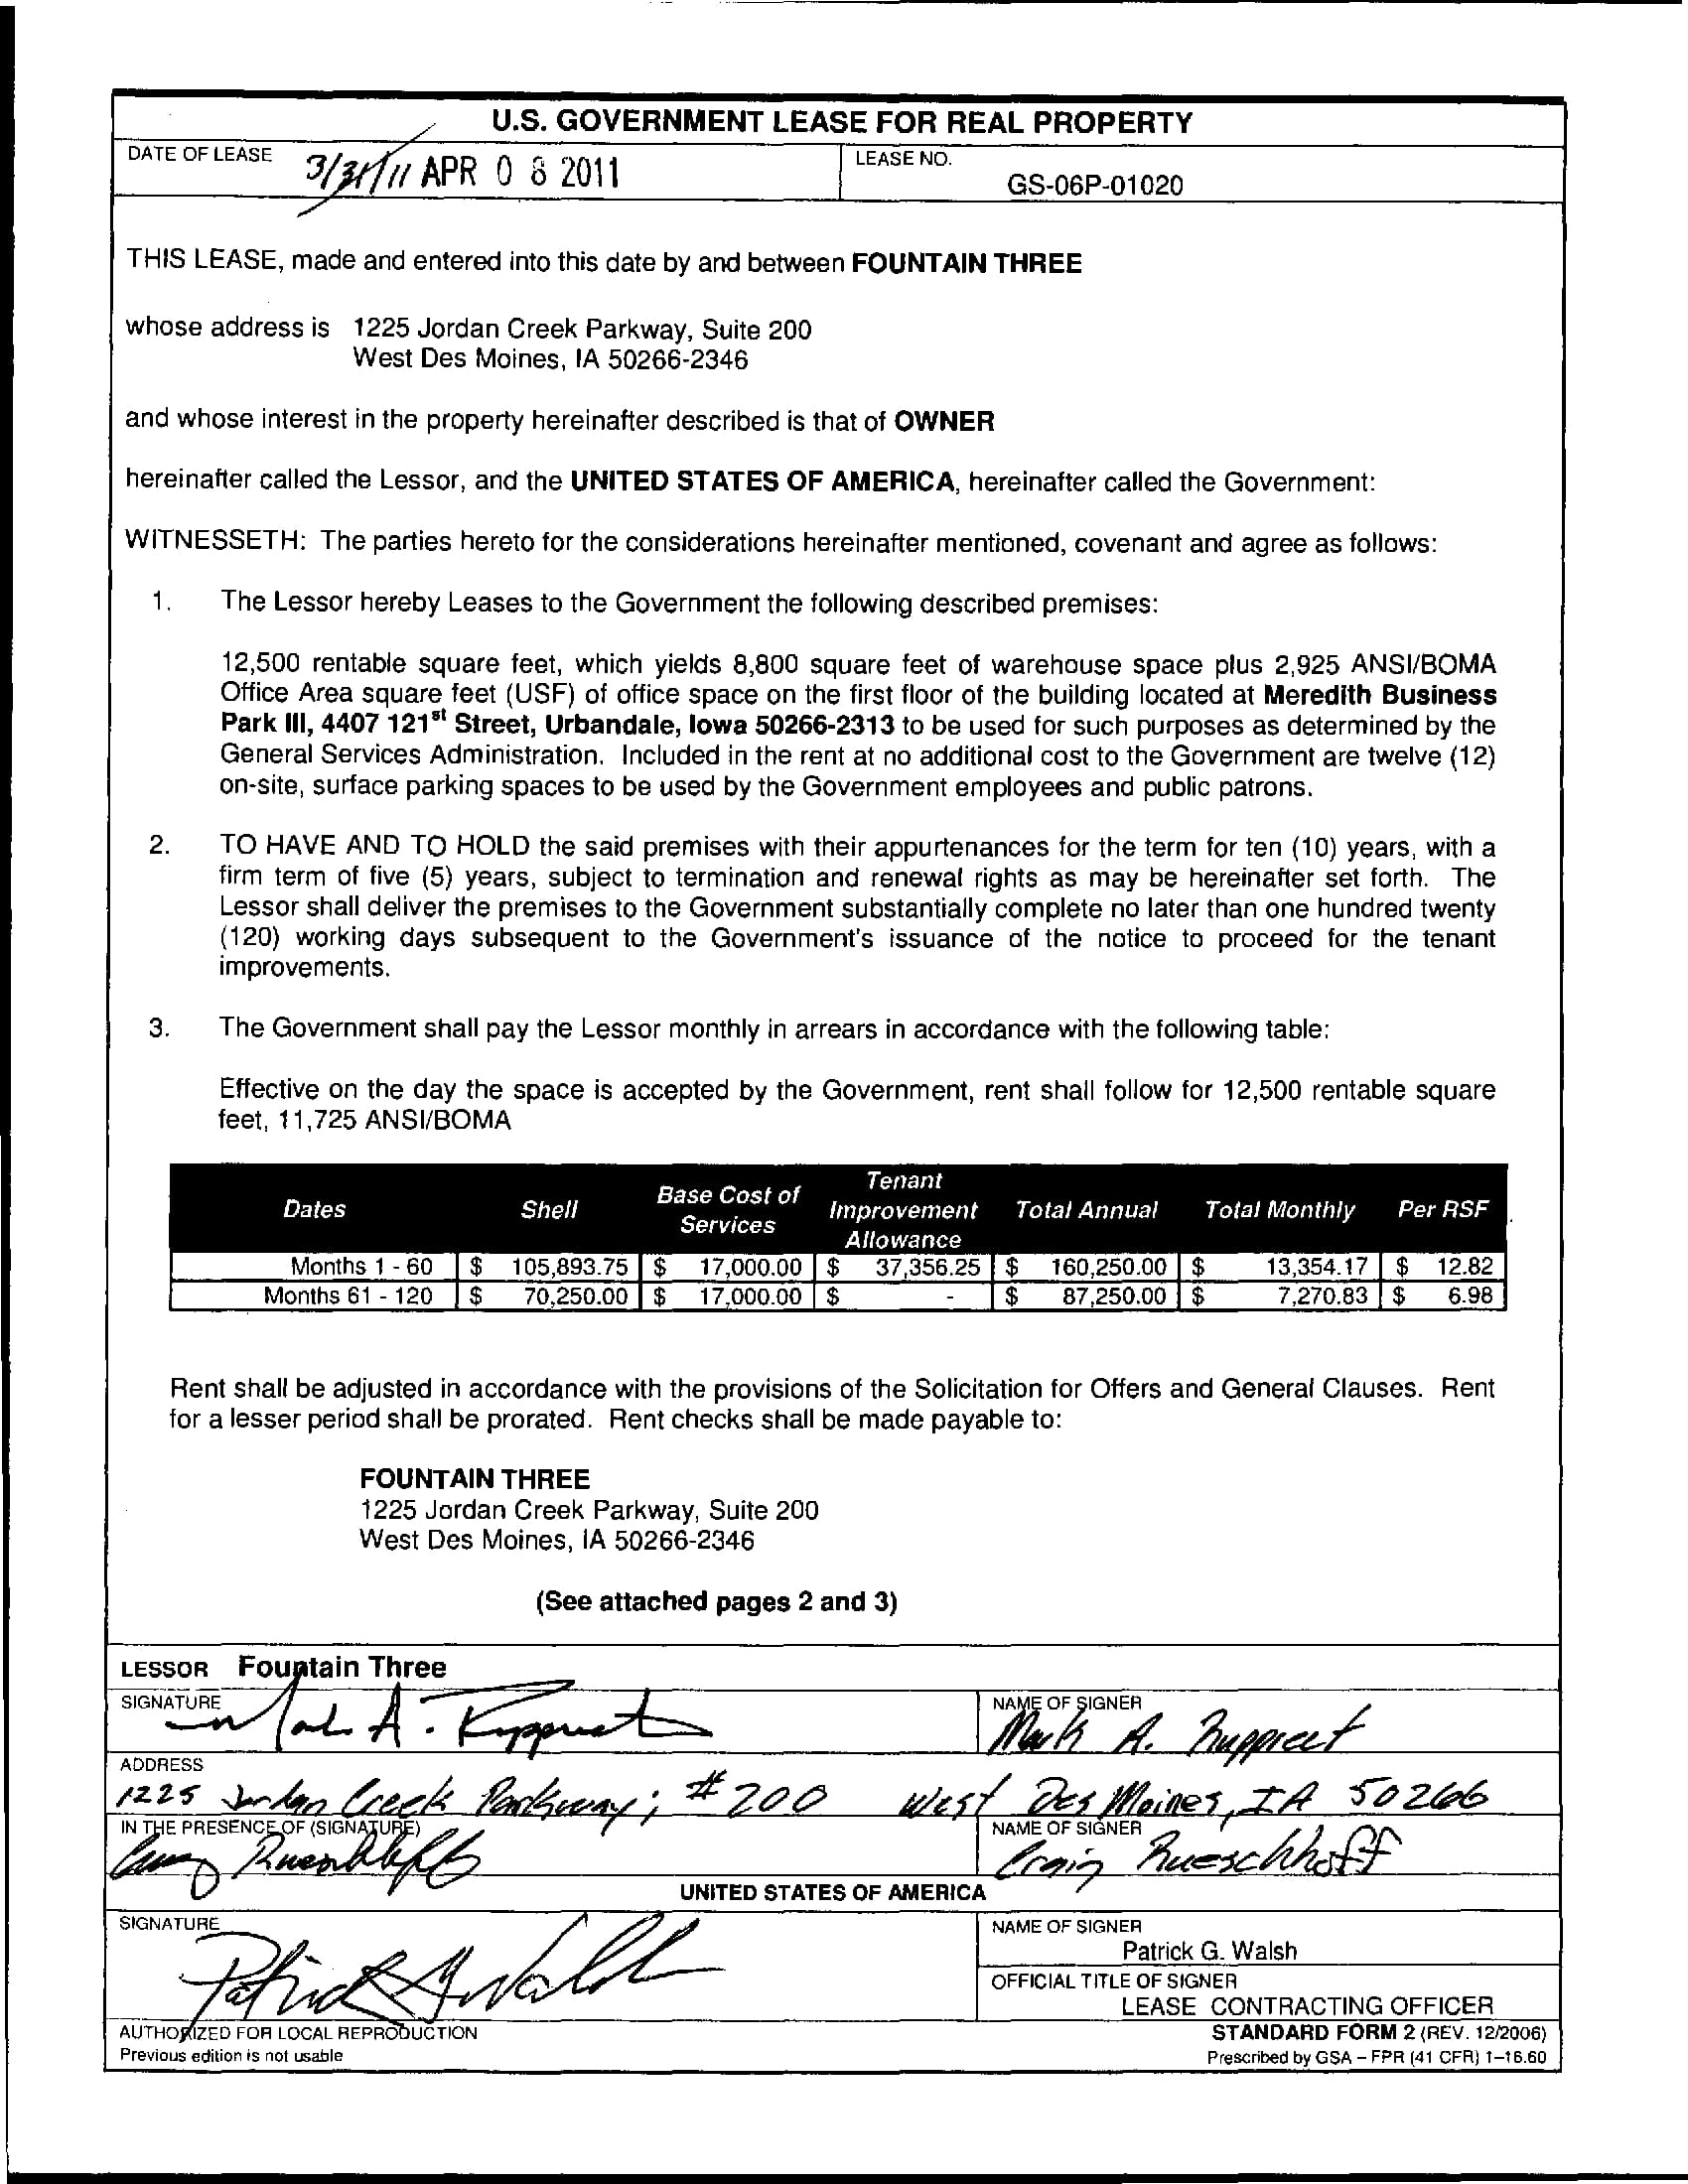 U.S. GOVERNMENT LEASE FOR REAL PROPERTY
DATE OF LEASE 3/31/11 APR 0 8 2011
LEASE NO.
GS-06P-01020
THIS LEASE, made and entered into this date by and between FOUNTAIN THREE
whose address is 1225 Jordan Creek Parkway, Suite 200
West Des Moines, IA 50266-2346
and whose interest in the property hereinafter described is that of OWNER
hereinafter called the Lessor, and the UNITED STATES OF AMERICA, hereinafter called the Government:
WITNESSETH: The parties hereto for the considerations hereinafter mentioned, covenant and agree as follows:
1. The Lessor hereby Leases to the Government the following described premises:
12,500 rentable square feet, which yields 8,800 square feet of warehouse space plus 2,925 ANSI/BOMA
Office Area square feet (USF) of office space on the first floor of the building located at Meredith Business
Park III, 4407 121st Street, Urbandale, Iowa 50266-2313 to be used for such purposes as determined by the
General Services Administration. Included in the rent at no additional cost to the Government are twelve (12)
on-site, surface parking spaces to be used by the Government employees and public patrons.
2. TO HAVE AND TO HOLD the said premises with their appurtenances for the term for ten (10) years, with a
firm term of five (5) years, subject to termination and renewal rights as may be hereinafter set forth. The
Lessor shall deliver the premises to the Government substantially complete no later than one hundred twenty
(120) working days subsequent to the Government's issuance of the notice to proceed for the tenant
improvements.
3. The Government shall pay the Lessor monthly in arrears in accordance with the following table:
Effective on the day the space is accepted by the Government, rent shall follow for 12,500 rentable square
feet, 11,725 ANSI/BOMA
Dates Shell Base Cost of Services Tenant Improvement Allowance Total Annual Total Monthly Per RSF
Months 1 - 60 $ 105,893.75 $ 17,000.00 $ 37,356.25 $ 160,250.00 $ 13,354.17 $ 12.82
Months 61 - 120 $ 70,250.00 $ 17,000.00 $ - $ 87,250.00 $ 7,270.83 $ 6.98
Rent shall be adjusted in accordance with the provisions of the Solicitation for Offers and General Clauses. Rent
for a lesser period shall be prorated. Rent checks shall be made payable to:
FOUNTAIN THREE
1225 Jordan Creek Parkway, Suite 200
West Des Moines, IA 50266-2346
(See attached pages 2 and 3)
LESSOR Fountain Three
SIGNATURE
Mark A. Rupprect
NAME OF SIGNER
Mark A. Rupprect
ADDRESS
1225 Jordan Creek Parkway; #200 West Des Moines, IA 50266
IN THE PRESENCE OF (SIGNATURE)
Craig Rueschhoff
NAME OF SIGNER
Craig Rueschhoff
UNITED STATES OF AMERICA
SIGNATURE
Patrick G Walsh
NAME OF SIGNER
Patrick G. Walsh
OFFICIAL TITLE OF SIGNER
LEASE CONTRACTING OFFICER
AUTHORIZED FOR LOCAL REPRODUCTION
Previous edition is not usable
STANDARD FORM 2 (REV. 12/2006)
Prescribed by GSA – FPR (41 CFR) 1–16.60